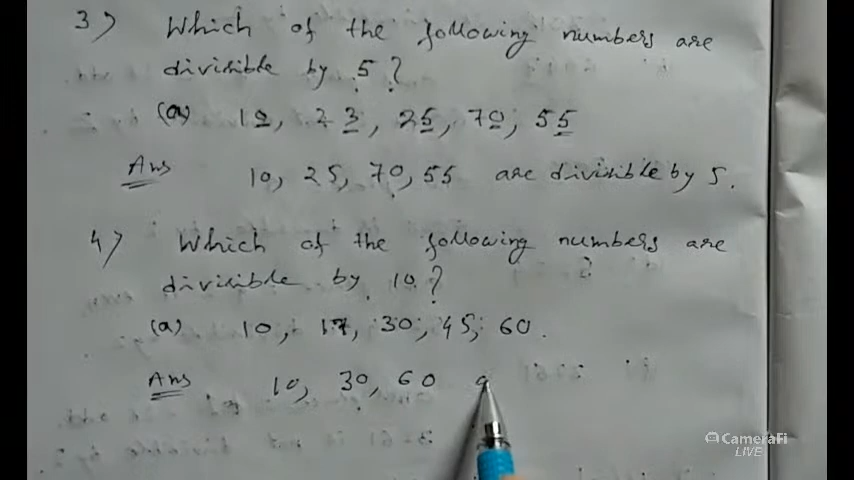 3) Which of the following numbers are
divisible by 5?
(a) 10, 23, 25, 70, 55
Ans 10, 25, 70, 55 are divisible by 5.
4) Which of the following numbers are
divisible by 10?
(a) 10, 17, 30, 45, 60.
Ans 10, 30, 60 a
CameraFi
LIVE